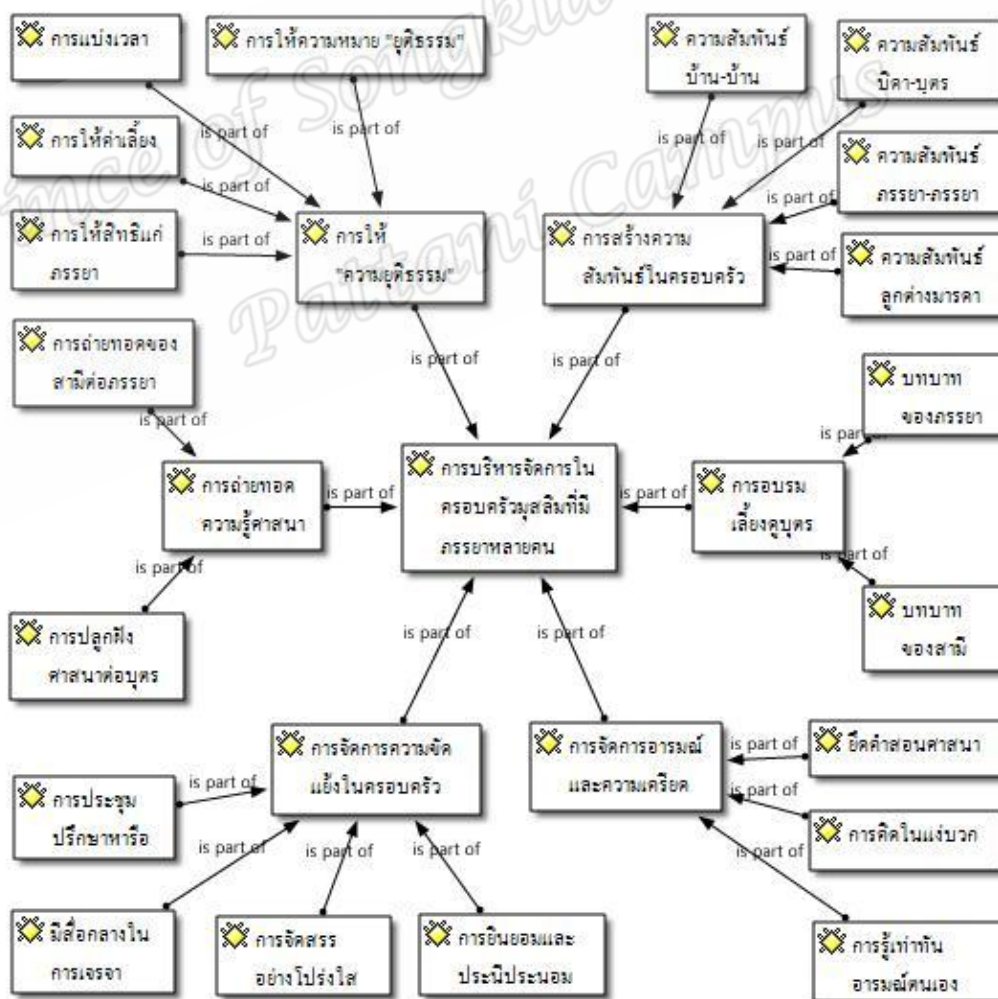 การแบ่งเวลา
การให้ความหมาย "ยุติธรรม"
ความสัมพันธ์
บ้าน-บ้าน
ความสัมพันธ์
บิดา-บุตร
การให้ค่าเลี้ยง
is part of
is part of
is part of
is part of
ความสัมพันธ์
ภรรยา-ภรรยา
is part of
is part of
การให้สิทธิแก่
ภรรยา
is part of
การให้
"ความยุติธรรม"
การสร้างความ
สัมพันธ์ในครอบครัว
is part of
ความสัมพันธ์
ลูกต่างมารดา
การถ่ายทอดของ
สามีต่อภรรยา
is part of
is part of
บทบาท
ของภรรยา
is part of
is part of
การถ่ายทอด
ความรู้ศาสนา
is part of
การบริหารจัดการใน
ครอบครัวมุสลิมที่มี
ภรรยาหลายคน
is part of
การอบรม
เลี้ยงดูบุตร
is part of
is part of
การปลูกฝัง
ศาสนาต่อบุตร
บทบาท
ของสามี
is part of
is part of
การจัดการความขัด
แย้งในครอบครัว
การจัดการอารมณ์
และความเครียด
is part of
ยึดคำสอนศาสนา
การประชุม
ปรึกษาหารือ
is part of
is part of
การคิดในแง่บวก
is part of
is part of
is part of
is part of
มีสื่อกลางใน
การเจรจา
การจัดสรร
อย่างโปร่งใส
การยินยอมและ
ประนีประนอม
การรู้เท่าทัน
อารมณ์ตนเอง
Prince of Songkla
Pattani Campus